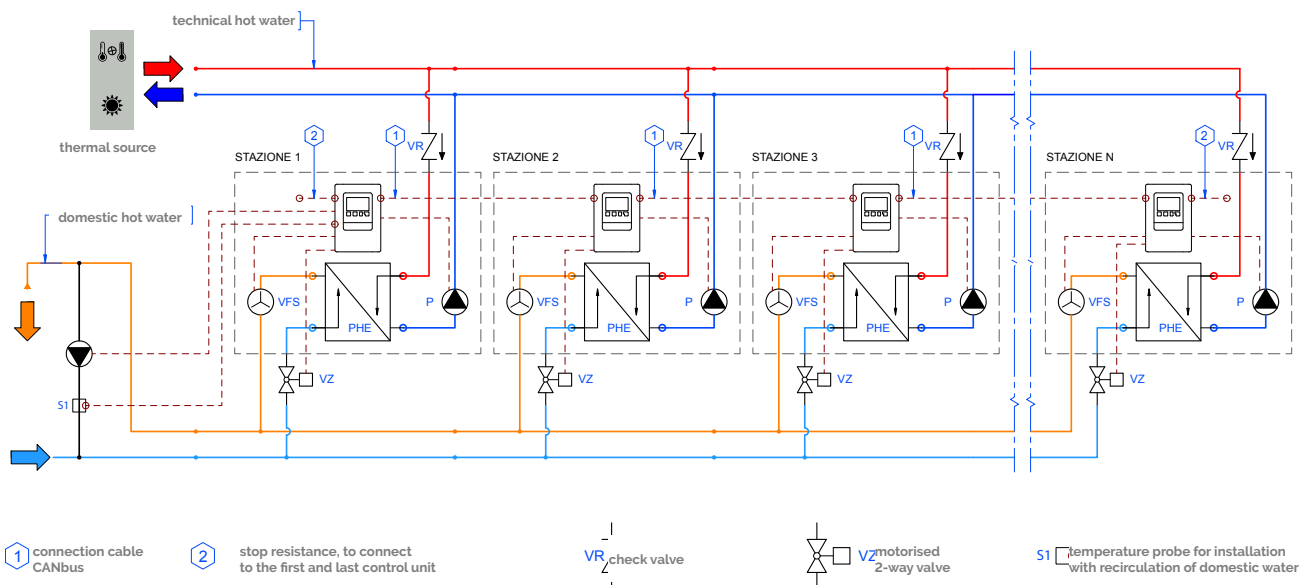 technical hot water
thermal source
domestic hot water
STAZIONE 1
2
1
VR
VFS
P
PHE
VZ
STAZIONE 2
1
VR
VFS
P
PHE
VZ
STAZIONE 3
1
VR
VFS
P
PHE
VZ
STAZIONE N
2
VR
VFS
P
PHE
VZ
S1
1 connection cable
CANbus
2 stop resistance, to connect
to the first and last control unit
VR check valve
VZ motorised
2-way valve
S1 temperature probe for installation
with recirculation of domestic water